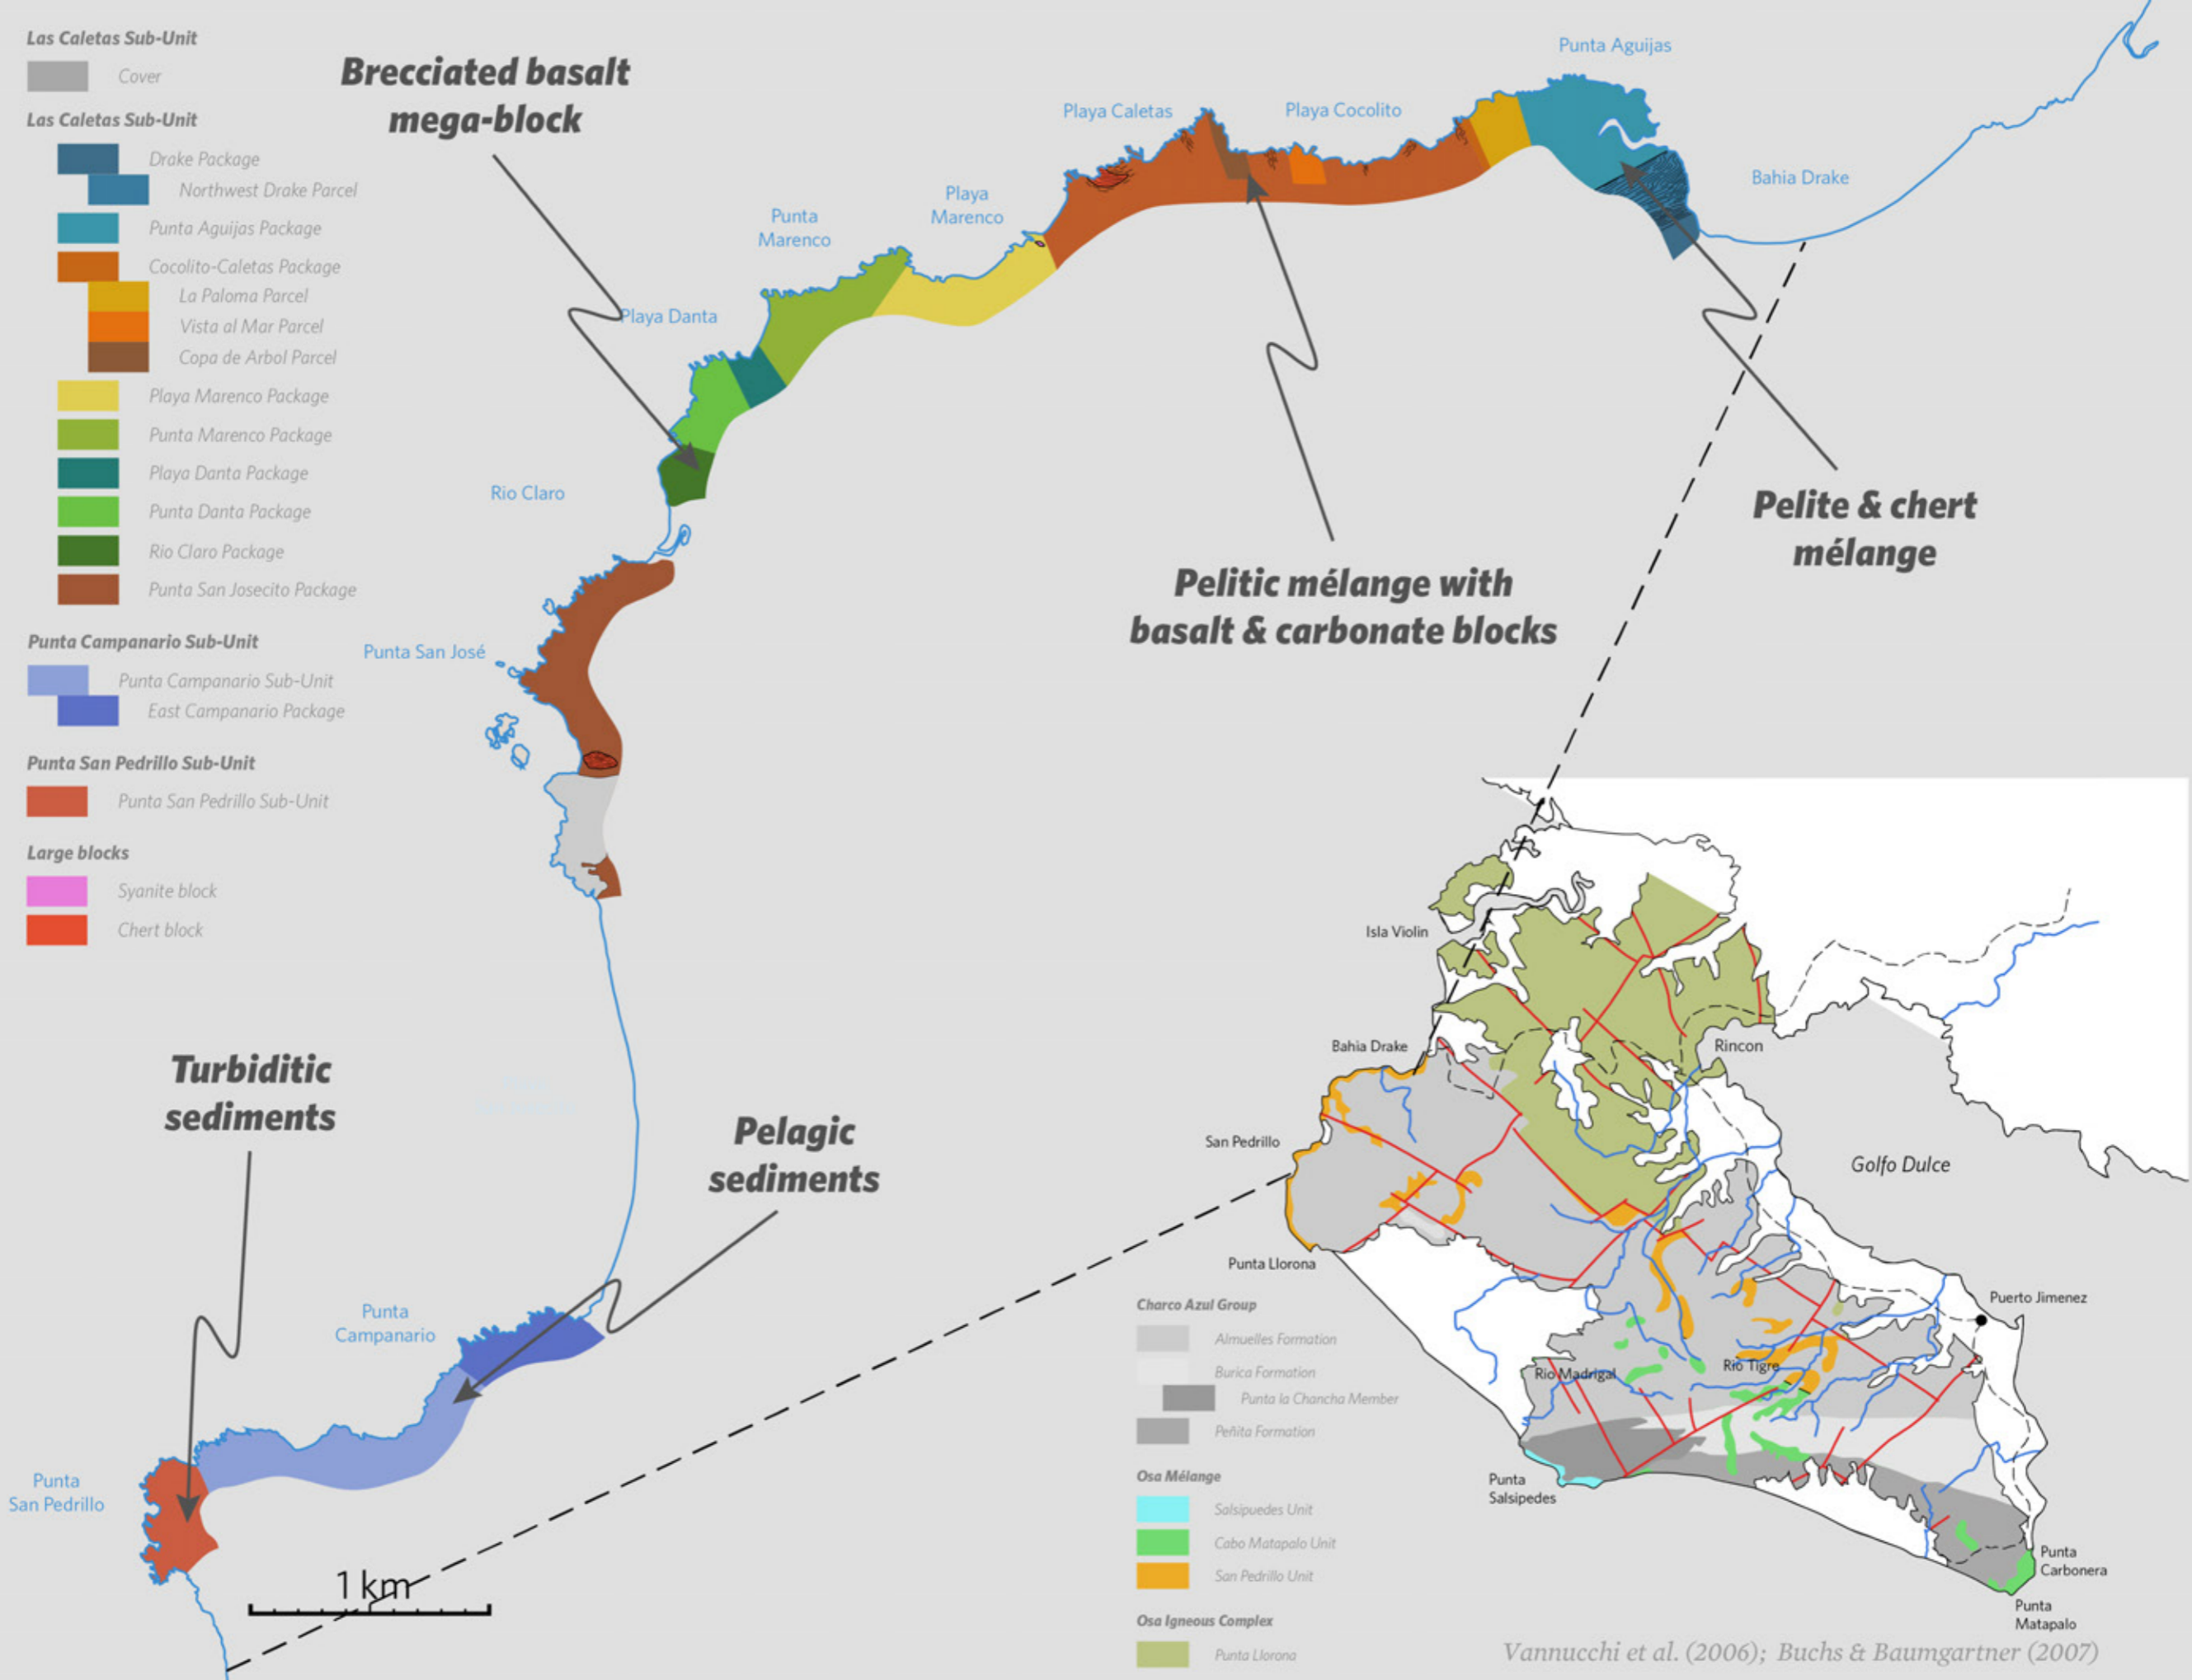 Las Caletas Sub-Unit
Cover
Las Caletas Sub-Unit
Drake Package
Northwest Drake Parcel
Punta Aguijas Package
Cocolito-Caletas Package
La Paloma Parcel
Vista al Mar Parcel
Copa de Arbol Parcel
Playa Marenco Package
Punta Marenco Package
Playa Danta Package
Punta Danta Package
Rio Claro Package
Punta San Josecito Package
Punta Campanario Sub-Unit
Punta Campanario Sub-Unit
East Campanario Package
Punta San Pedrillo Sub-Unit
Punta San Pedrillo Sub-Unit
Large blocks
Syanite block
Chert block
Brecciated basalt
mega-block
Punta Aguijas
Playa Caletas
Playa Cocolito
Bahia Drake
Playa
Marenco
Punta
Marenco
Playa Danta
Rio Claro
Punta San José
Pelite & chert
mélange
Pelitic mélange with
basalt & carbonate blocks
Turbiditic
sediments
Pelagic
sediments
Punta
Campanario
Punta
San Pedrillo
1 km
Isla Violin
Bahia Drake
Rincon
San Pedrillo
Golfo Dulce
Punta Llorona
Puerto Jimenez
Rio Madrigal
Rio Tigre
Punta
Salsipedes
Punta
Carbonera
Punta
Matapalo
Charco Azul Group
Almuelles Formation
Burica Formation
Punta la Chancha Member
Peñita Formation
Osa Mélange
Salsipuedes Unit
Cabo Matapalo Unit
San Pedrillo Unit
Osa Igneous Complex
Punta Llorona
Vannucchi et al. (2006); Buchs & Baumgartner (2007)